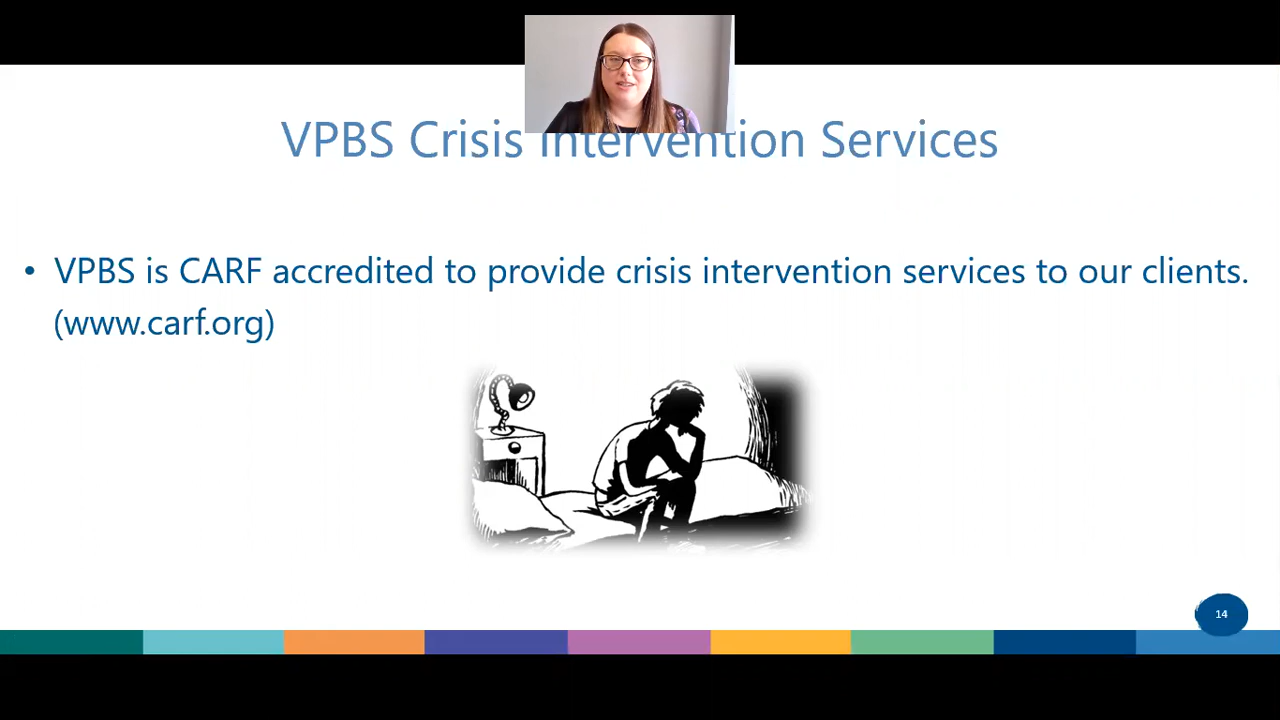 VPBS Crisis Intervention Services
• VPBS is CARF accredited to provide crisis intervention services to our clients.
(www.carf.org)
14